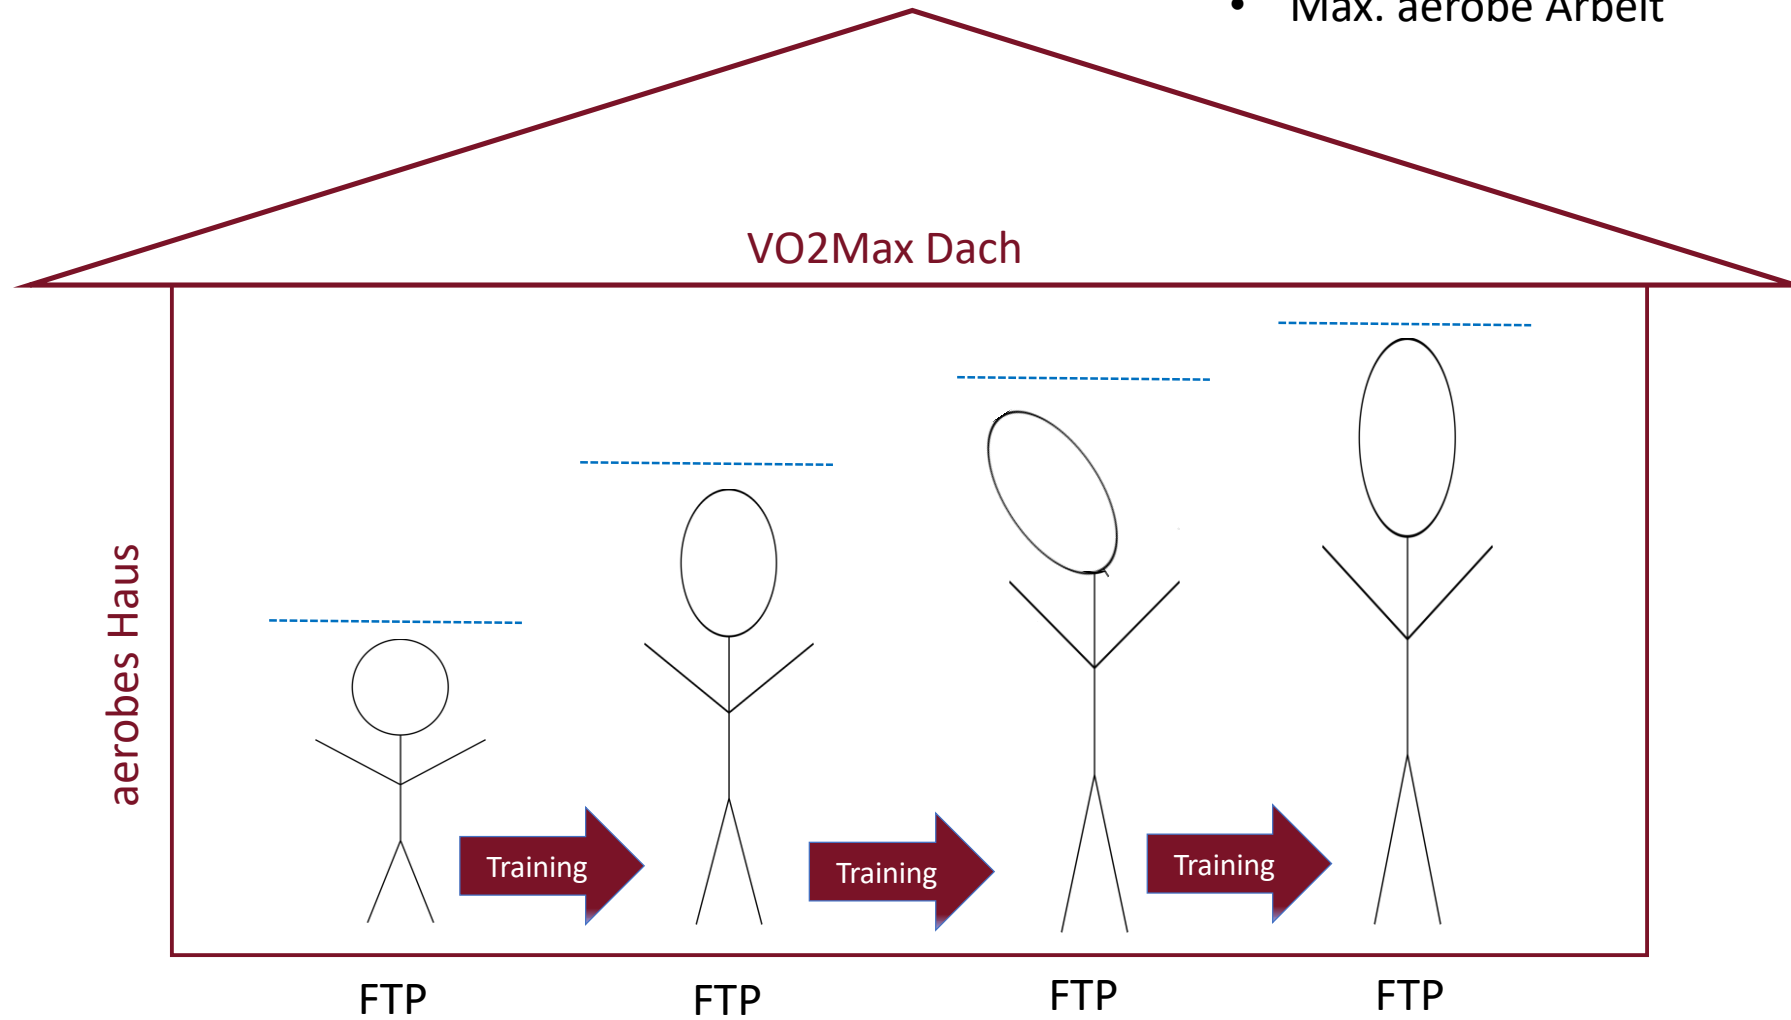 • Max. aerobe Arbeit
VO2Max Dach
aerobes Haus
Training
Training
Training
FTP
FTP
FTP
FTP